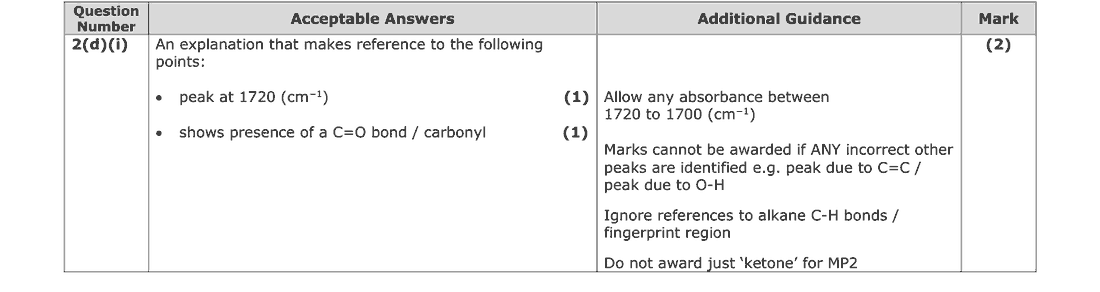 Question Number
Acceptable Answers
Additional Guidance
Mark
2(d)(i)
An explanation that makes reference to the following
points:
(2)
• peak at 1720 (cm⁻¹) (1)
Allow any absorbance between
1720 to 1700 (cm⁻¹)
• shows presence of a C=O bond / carbonyl (1)
Marks cannot be awarded if ANY incorrect other
peaks are identified e.g. peak due to C=C /
peak due to O-H
Ignore references to alkane C-H bonds /
fingerprint region
Do not award just ‘ketone’ for MP2